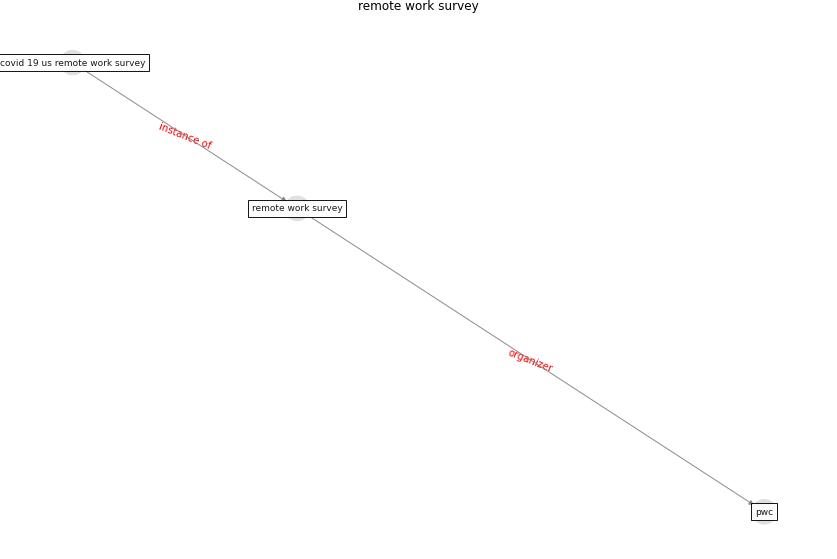 remote work survey
covid 19 us remote work survey
instance of
remote work survey
organizer
pwc